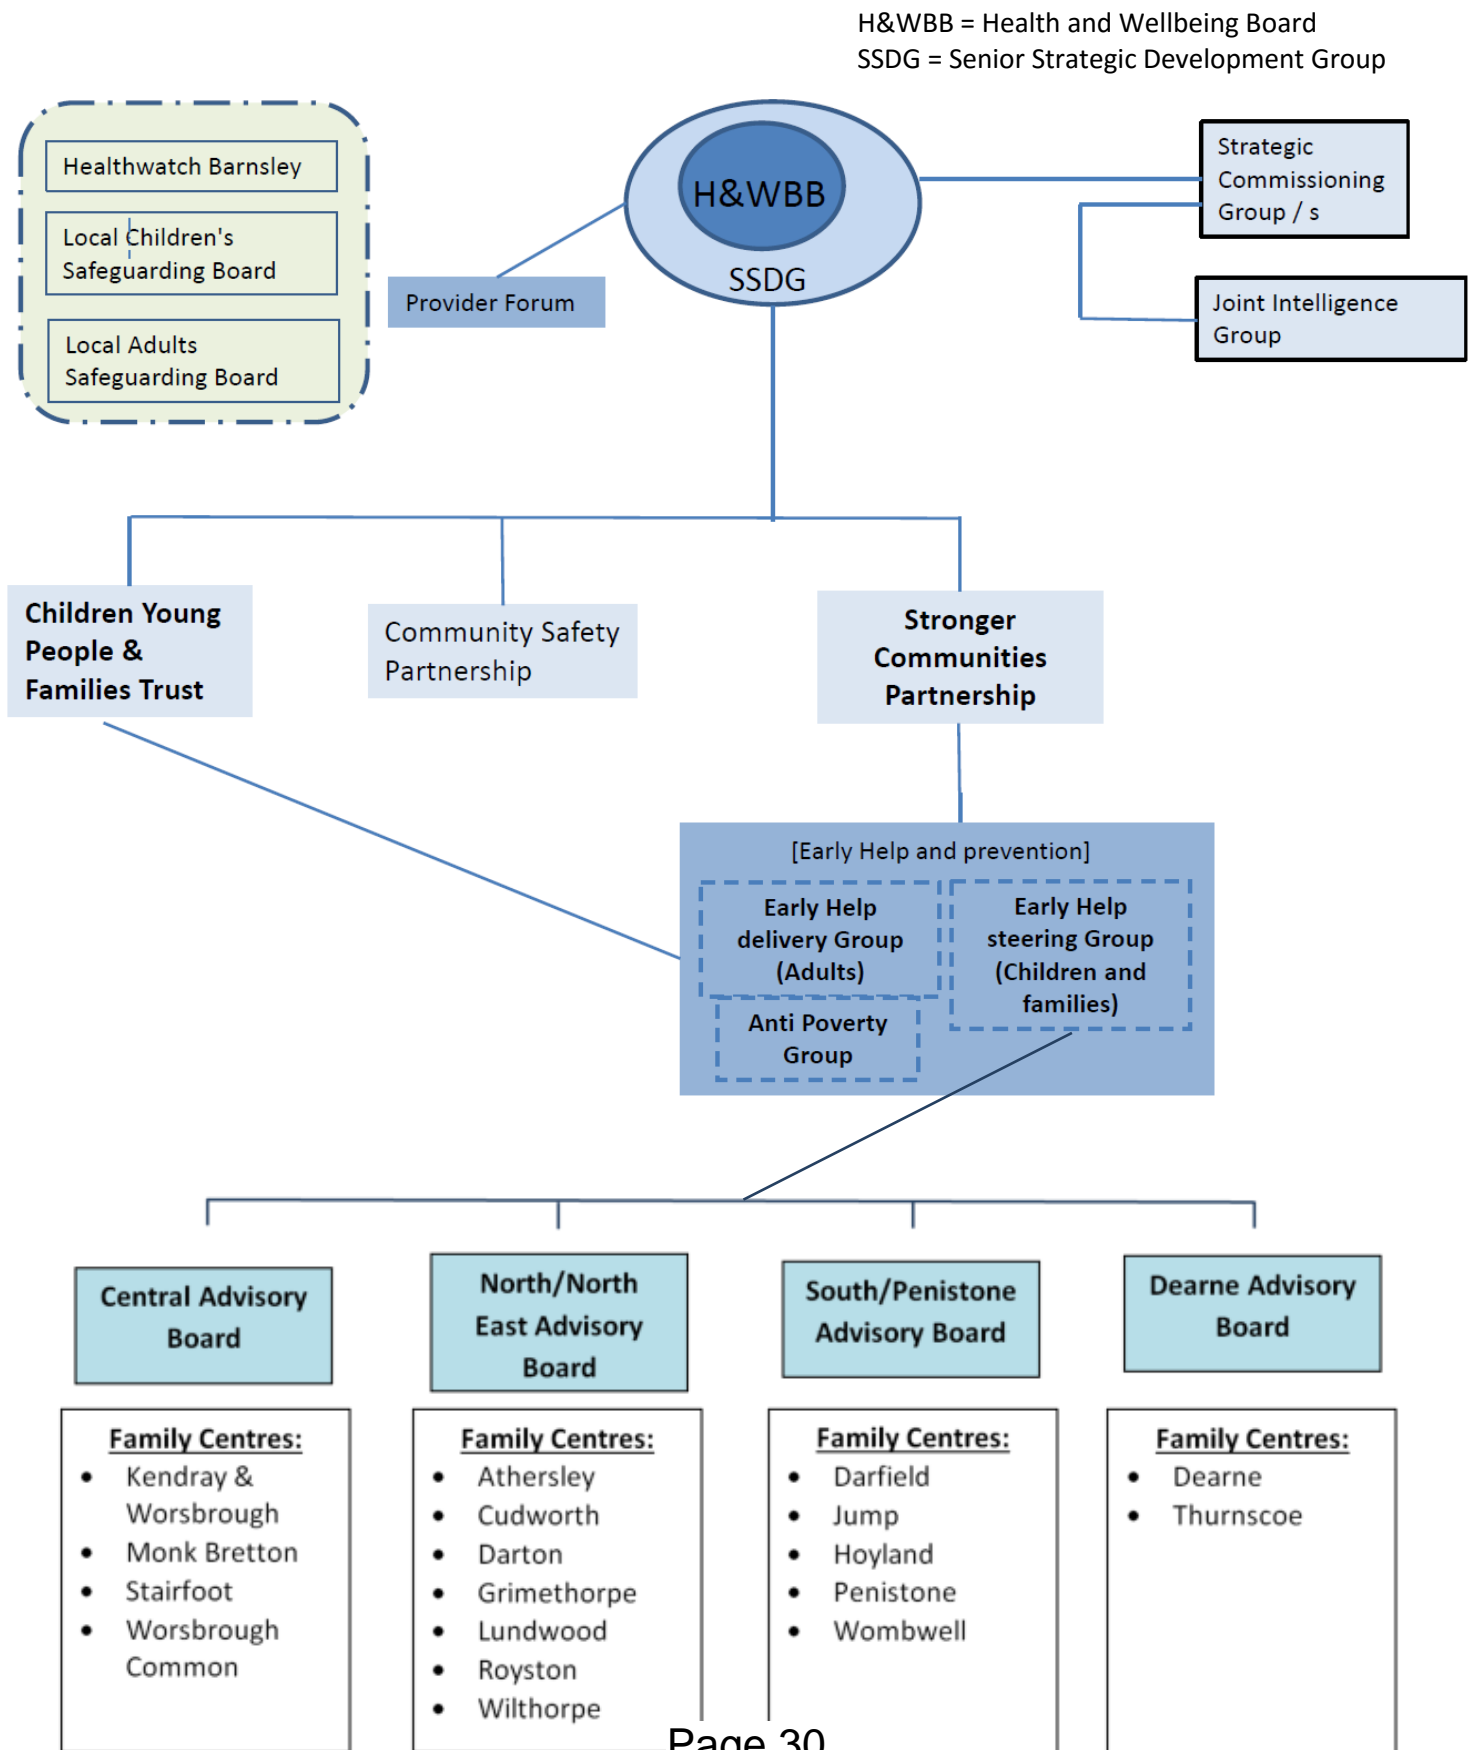 H&WBB = Health and Wellbeing Board
SSDG = Senior Strategic Development Group
Healthwatch Barnsley
Local Children's
Safeguarding Board
Local Adults
Safeguarding Board
H&WBB
SSDG
Provider Forum
Strategic
Commissioning
Group / s
Joint Intelligence
Group
Children Young
People &
Families Trust
Community Safety
Partnership
Stronger
Communities
Partnership
[Early Help and prevention]
Early Help
delivery Group
(Adults)
Early Help
steering Group
(Children and
families)
Anti Poverty
Group
Central Advisory
Board
North/North
East Advisory
Board
South/Penistone
Advisory Board
Dearne Advisory
Board
Family Centres:
• Kendray &
Worsbrough
• Monk Bretton
• Stairfoot
• Worsbrough
Common
Family Centres:
• Athersley
• Cudworth
• Darton
• Grimethorpe
• Lundwood
• Royston
• Wilthorpe
Family Centres:
• Darfield
• Jump
• Hoyland
• Penistone
• Wombwell
Family Centres:
• Dearne
• Thurnscoe
Page 30